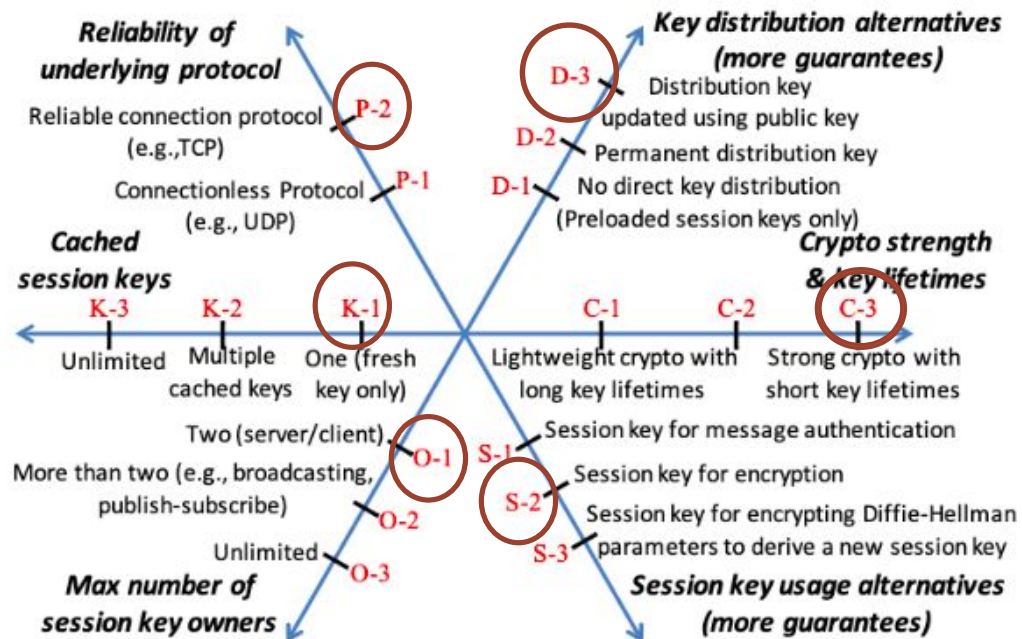 Reliability of
underlying protocol
P-2
Reliable connection protocol
(e.g.,TCP)
P-1
Connectionless Protocol
(e.g., UDP)
Key distribution alternatives
(more guarantees)
D-3
Distribution key
updated using public key
D-2
Permanent distribution key
D-1
No direct key distribution
(Preloaded session keys only)
Cached
session keys
K-3
K-2
K-1
Unlimited
Multiple
cached keys
One (fresh
key only)
Crypto strength
& key lifetimes
C-1
C-2
C-3
Lightweight crypto with
long key lifetimes
Strong crypto with
short key lifetimes
Two (server/client)
O-1
More than two (e.g., broadcasting,
publish-subscribe)
O-2
Unlimited
O-3
Max number of
session key owners
Session key for message authentication
S-1
Session key for encryption
S-2
Session key for encrypting Diffie-Hellman
parameters to derive a new session key
S-3
Session key usage alternatives
(more guarantees)